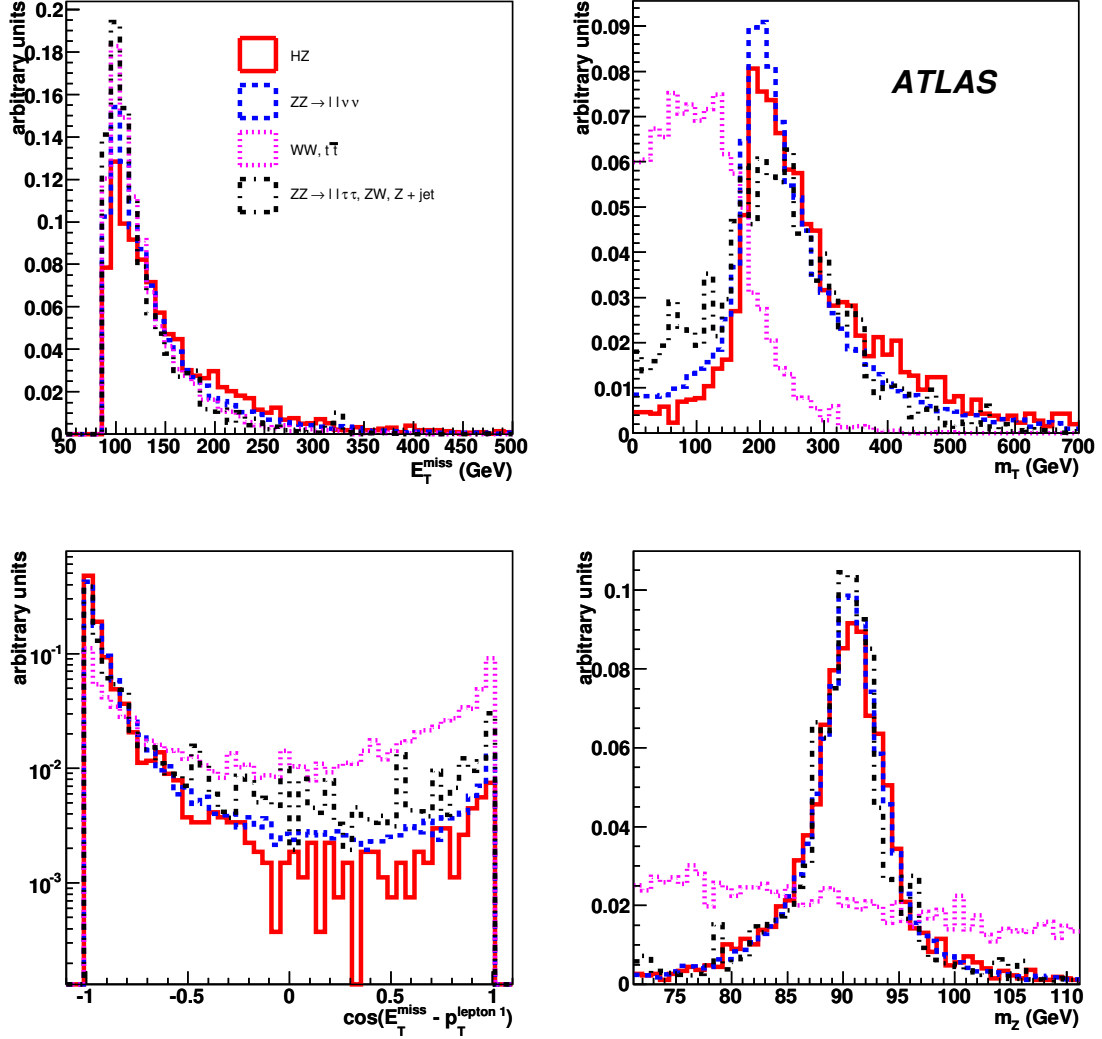 arbitrary units
0.2
0.18
0.16
0.14
0.12
0.1
0.08
0.06
0.04
0.02
0
50 100 150 200 250 300 350 400 450 500
E_T^miss (GeV)
HZ
ZZ → l l ν ν
WW, t t̄
ZZ → l l τ τ, ZW, Z + jet
arbitrary units
0.09
0.08
0.07
0.06
0.05
0.04
0.03
0.02
0.01
0
0 100 200 300 400 500 600 700
m_T (GeV)
ATLAS
arbitrary units
10^-1
10^-2
10^-3
-1 -0.5 0 0.5 1
cos(E_T^miss - p_T^lepton 1)
arbitrary units
0.1
0.08
0.06
0.04
0.02
0
75 80 85 90 95 100 105 110
m_Z (GeV)